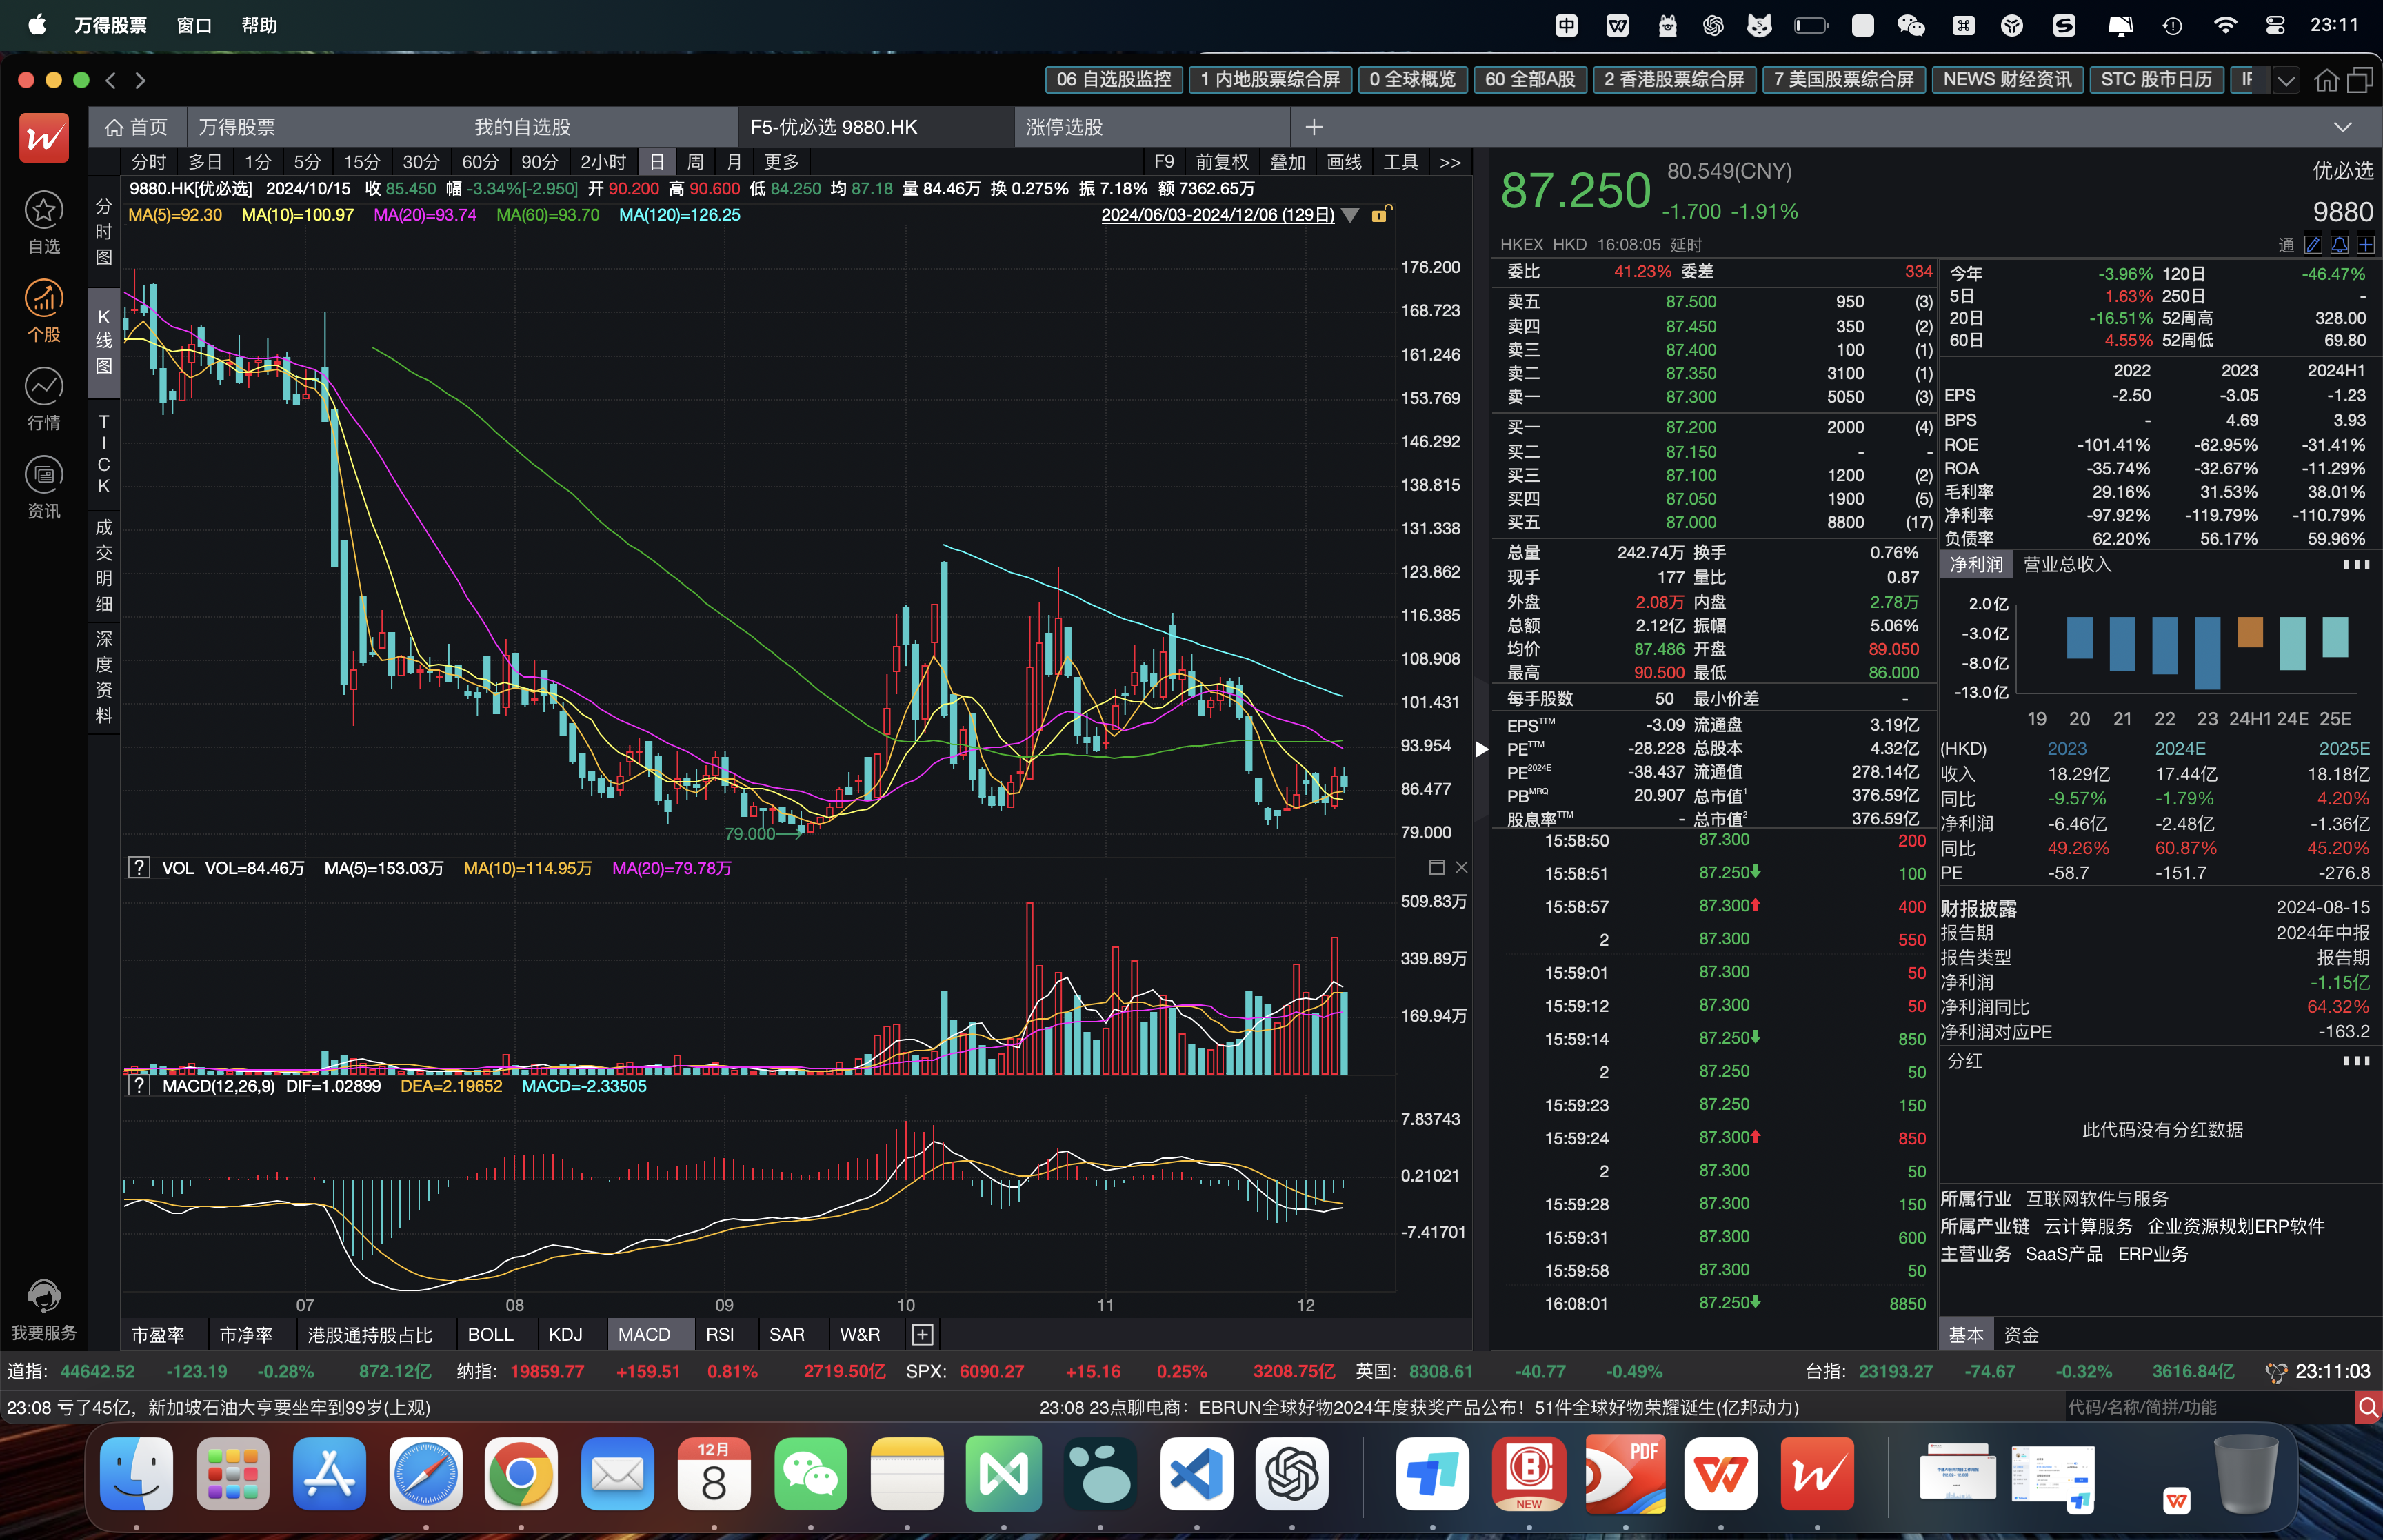 万得股票 窗口 帮助 23:11
06 自选股监控 1 内地股票综合屏 0 全球概览 60 全部A股 2 香港股票综合屏 7 美国股票综合屏 NEWS 财经资讯 STC 股市日历
首页 万得股票 我的自选股 F5-优必选 9880.HK 涨停选股
自选
个股
行情
资讯
我要服务
分时图
K线图
TICK
成交明细
深度资料
分时 多日 1分 5分 15分 30分 60分 90分 2小时 日 周 月 更多 F9 前复权 叠加 画线 工具 >>
9880.HK[优必选] 2024/10/15 收 85.450 幅 -3.34%[-2.950] 开 90.200 高 90.600 低 84.250 均 87.18 量 84.46万 换 0.275% 振 7.18% 额 7362.65万
MA(5)=92.30 MA(10)=100.97 MA(20)=93.74 MA(60)=93.70 MA(120)=126.25 2024/06/03-2024/12/06 (129日)
176.200
168.723
161.246
153.769
146.292
138.815
131.338
123.862
116.385
108.908
101.431
93.954
86.477
79.000
79.000
? VOL VOL=84.46万 MA(5)=153.03万 MA(10)=114.95万 MA(20)=79.78万
509.83万
339.89万
169.94万
? MACD(12,26,9) DIF=1.02899 DEA=2.19652 MACD=-2.33505
7.83743
0.21021
-7.41701
07 08 09 10 11 12
市盈率 市净率 港股通持股占比 BOLL KDJ MACD RSI SAR W&R
87.250 80.549(CNY)
-1.700 -1.91%
HKEX HKD 16:08:05 延时
优必选
9880
通
委比 41.23% 委差 334
卖五 87.500 950 (3)
卖四 87.450 350 (2)
卖三 87.400 100 (1)
卖二 87.350 3100 (1)
卖一 87.300 5050 (3)
买一 87.200 2000 (4)
买二 87.150 - -
买三 87.100 1200 (2)
买四 87.050 1900 (5)
买五 87.000 8800 (17)
总量 242.74万 换手 0.76%
现手 177 量比 0.87
外盘 2.08万 内盘 2.78万
总额 2.12亿 振幅 5.06%
均价 87.486 开盘 89.050
最高 90.500 最低 86.000
每手股数 50 最小价差 -
EPSTTM -3.09 流通盘 3.19亿
PETTM -28.228 总股本 4.32亿
PE2024E -38.437 流通值 278.14亿
PBMRQ 20.907 总市值1 376.59亿
股息率TTM - 总市值2 376.59亿
15:58:50 87.300 200
15:58:51 87.250 100
15:58:57 87.300 400
2 87.300 550
15:59:01 87.300 50
15:59:12 87.300 50
15:59:14 87.250 850
2 87.250 50
15:59:23 87.250 150
15:59:24 87.300 850
2 87.300 50
15:59:28 87.300 150
15:59:31 87.300 600
15:59:58 87.300 50
16:08:01 87.250 8850
今年 -3.96% 120日 -46.47%
5日 1.63% 250日 -
20日 -16.51% 52周高 328.00
60日 4.55% 52周低 69.80
2022 2023 2024H1
EPS -2.50 -3.05 -1.23
BPS - 4.69 3.93
ROE -101.41% -62.95% -31.41%
ROA -35.74% -32.67% -11.29%
毛利率 29.16% 31.53% 38.01%
净利率 -97.92% -119.79% -110.79%
负债率 62.20% 56.17% 59.96%
净利润 营业总收入
2.0亿
-3.0亿
-8.0亿
-13.0亿
19 20 21 22 23 24H1 24E 25E
(HKD) 2023 2024E 2025E
收入 18.29亿 17.44亿 18.18亿
同比 -9.57% -1.79% 4.20%
净利润 -6.46亿 -2.48亿 -1.36亿
同比 49.26% 60.87% 45.20%
PE -58.7 -151.7 -276.8
财报披露 2024-08-15
报告期 2024年中报
报告类型 报告期
净利润 -1.15亿
净利润同比 64.32%
净利润对应PE -163.2
分红
此代码没有分红数据
所属行业 互联网软件与服务
所属产业链 云计算服务 企业资源规划ERP软件
主营业务 SaaS产品 ERP业务
基本 资金
道指: 44642.52 -123.19 -0.28% 872.12亿 纳指: 19859.77 +159.51 0.81% 2719.50亿 SPX: 6090.27 +15.16 0.25% 3208.75亿 英国: 8308.61 -40.77 -0.49% 台指: 23193.27 -74.67 -0.32% 3616.84亿 23:11:03
23:08 亏了45亿，新加坡石油大亨要坐牢到99岁(上观) 23:08 23点聊电商：EBRUN全球好物2024年度获奖产品公布！51件全球好物荣耀诞生(亿邦动力) 代码/名称/简拼/功能
12月
8
NEW
PDF